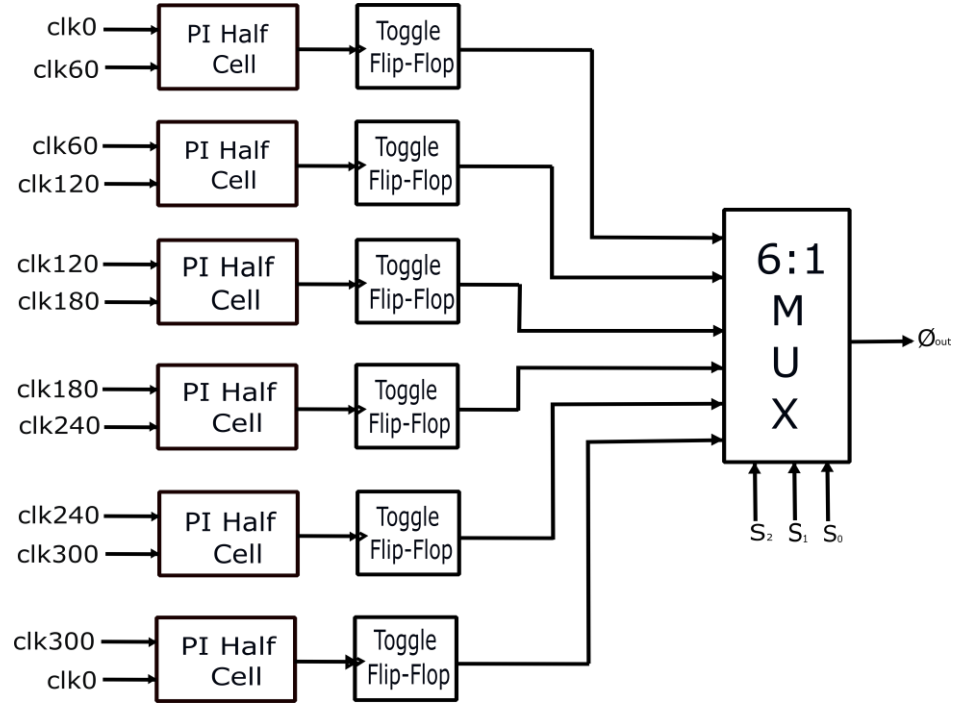 clk0
clk60
PI Half
Cell
Toggle
Flip-Flop
clk60
clk120
PI Half
Cell
Toggle
Flip-Flop
clk120
clk180
PI Half
Cell
Toggle
Flip-Flop
clk180
clk240
PI Half
Cell
Toggle
Flip-Flop
clk240
clk300
PI Half
Cell
Toggle
Flip-Flop
clk300
clk0
PI Half
Cell
Toggle
Flip-Flop
6:1
M
U
X
Øout
S2 S1 S0